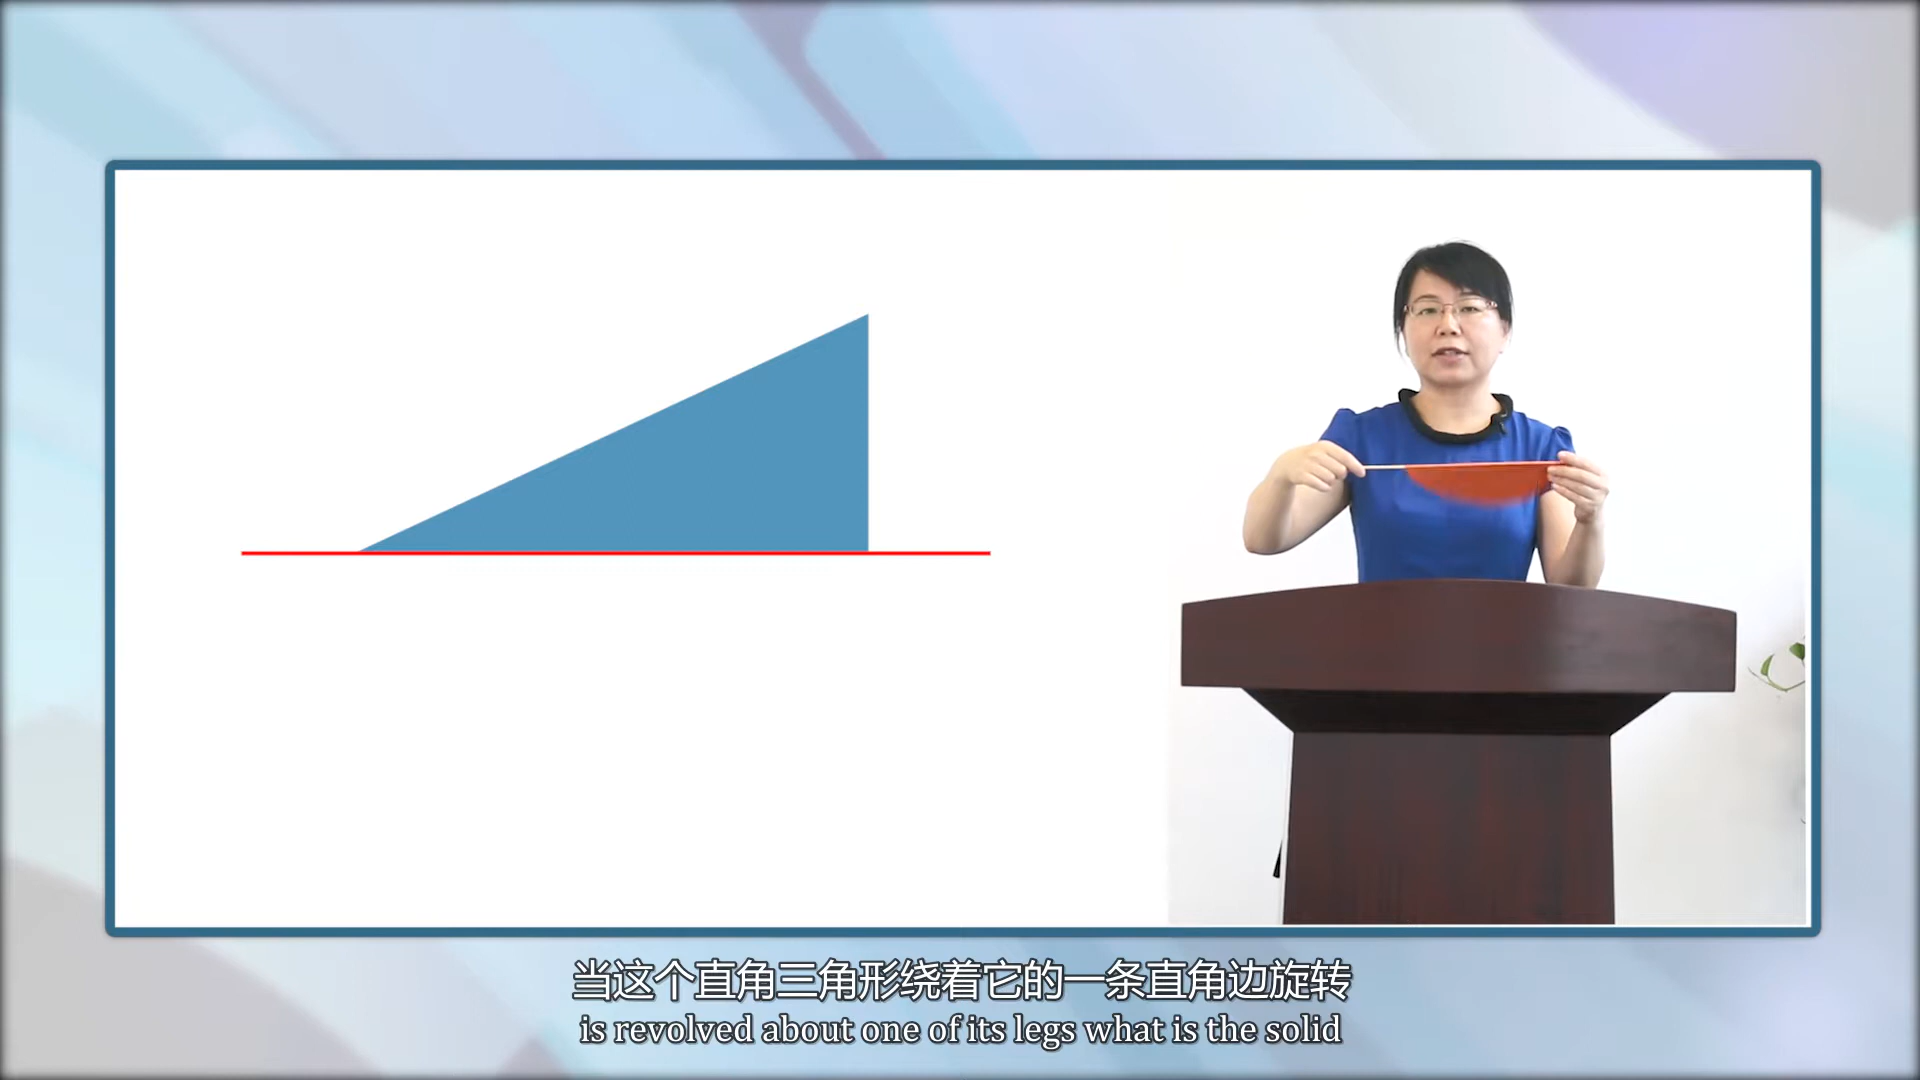 当这个直角三角形绕着它的一条直角边旋转
is revolved about one of its legs what is the solid